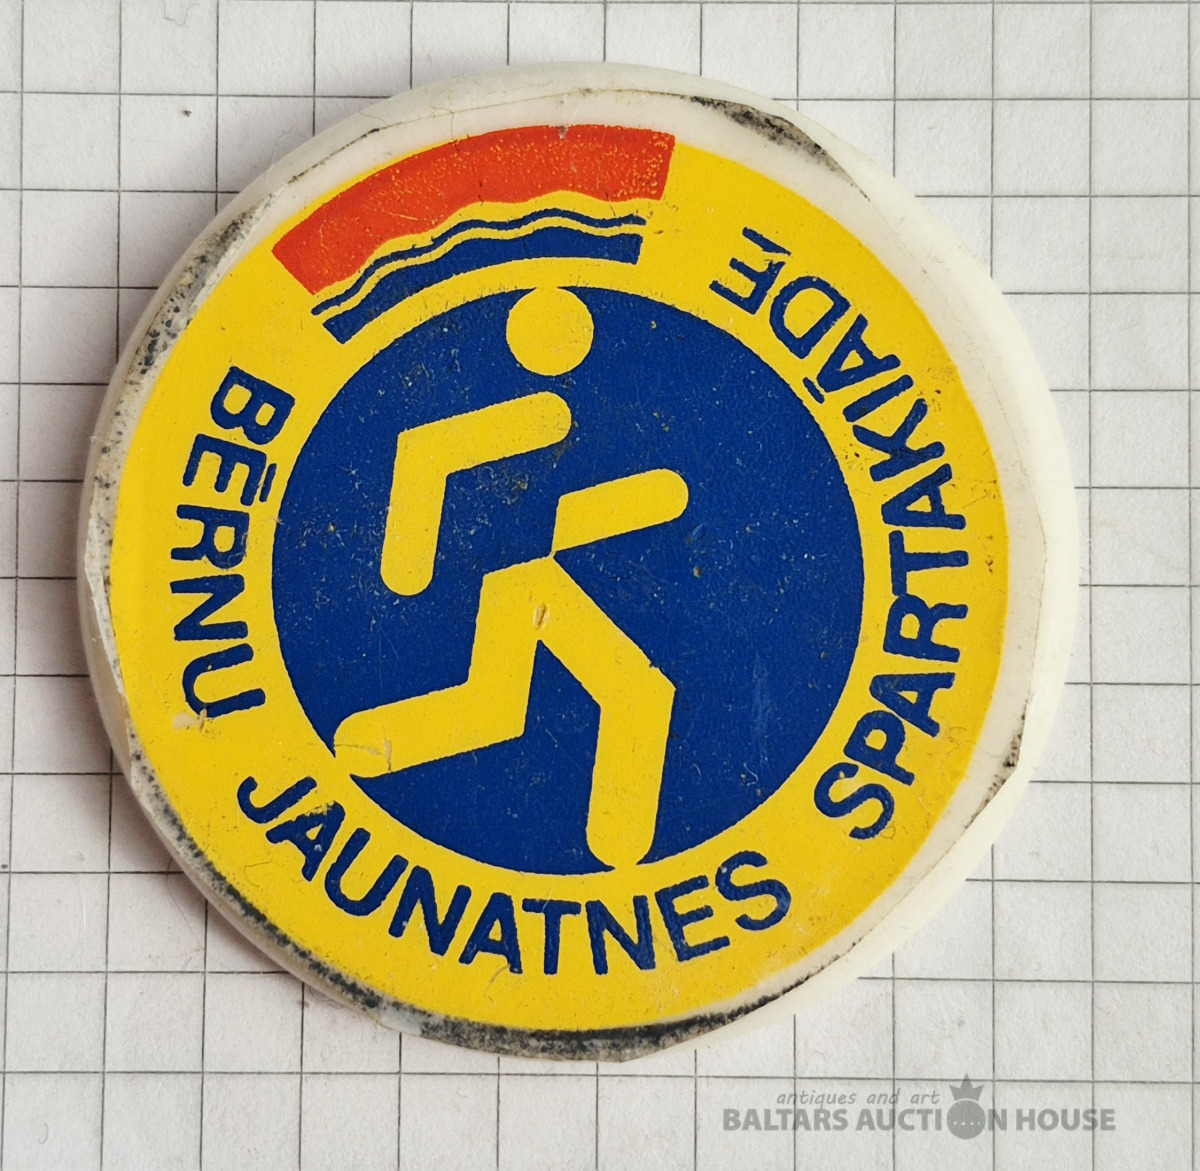 BĒRNU JAUNATNES SPARTAKIĀDE
antiques and art
BALTARS AUCTION HOUSE